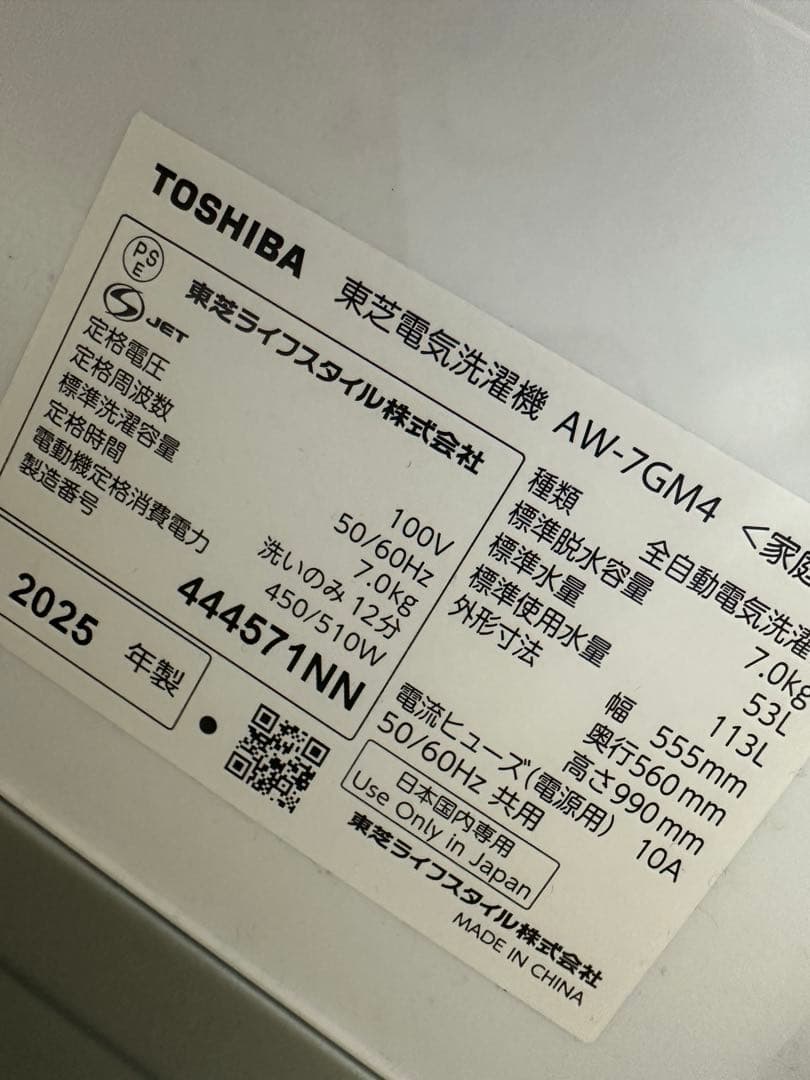 TOSHIBA 東芝電気洗濯機 AW-7GM4 <家庭
PS
E
S JET
東芝ライフスタイル株式会社
定格電圧 100V
定格周波数 50/60Hz
標準洗濯容量 7.0kg
定格時間 洗いのみ 12分
電動機定格消費電力 450/510W
製造番号 444571NN
2025 年製
種類 全自動電気洗濯
標準脱水容量 7.0kg
標準水量 53L
標準使用水量 113L
外形寸法 幅 555mm
奥行560mm
高さ990mm
電流ヒューズ(電源用) 10A
50/60Hz 共用
日本国内専用
Use Only in Japan
東芝ライフスタイル株式会社
MADE IN CHINA